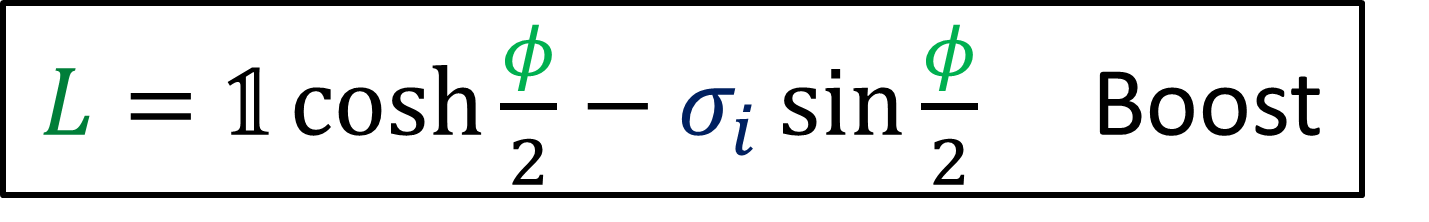 L = 𝟙 cosh ϕ/2 − σᵢ sin ϕ/2 Boost